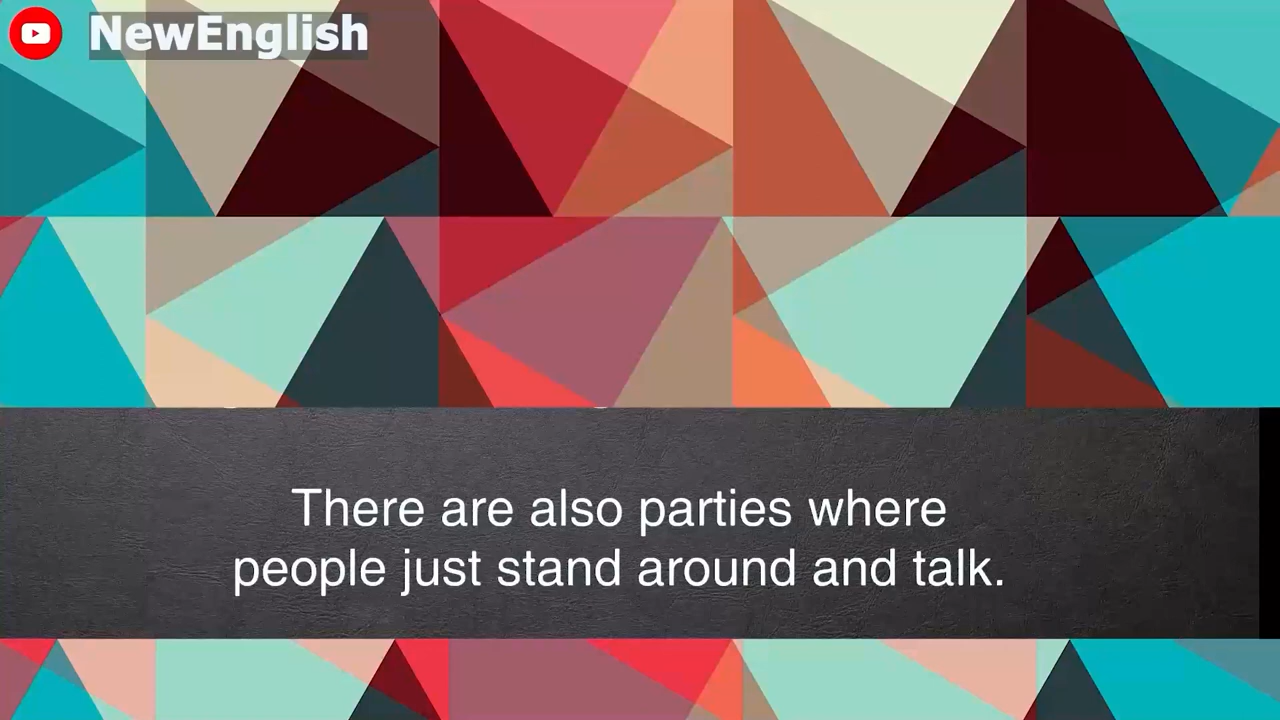 NewEnglish
There are also parties where
people just stand around and talk.